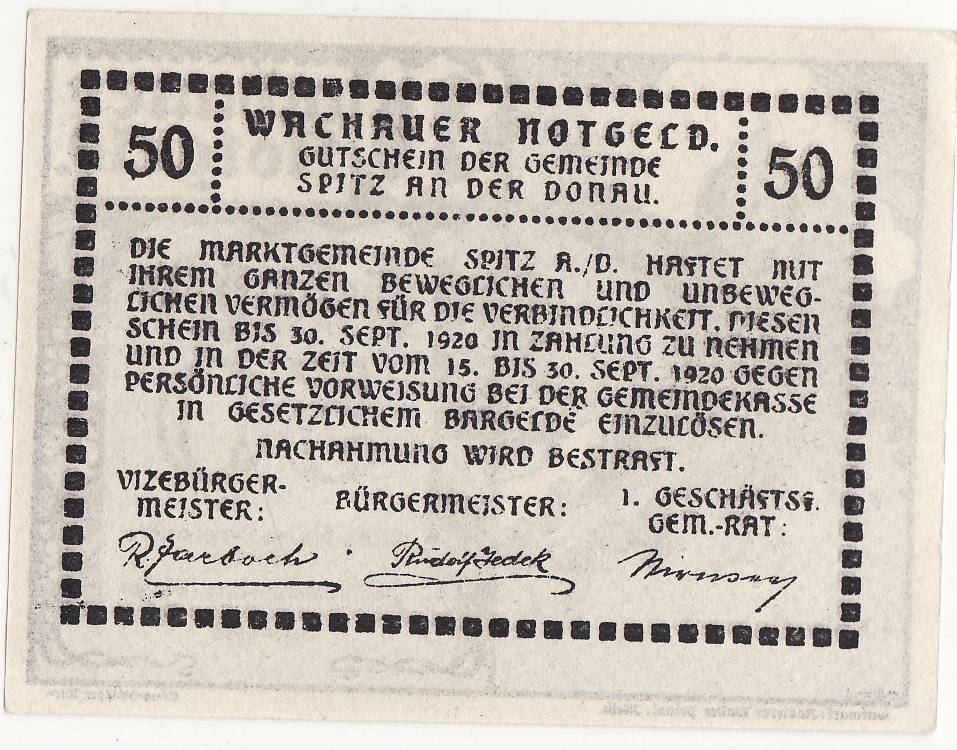 50
WACHAUER NOTGELD.
GUTSCHEIN DER GEMEINDE
SPITZ AN DER DONAU.
50
DIE MARKTGEMEINDE SPITZ A./D. HAFTET MIT
IHREM GANZEN BEWEGLICHEN UND UNBEWEG-
LICHEN VERMÖGEN FÜR DIE VERBINDLICHKEIT, DIESEN
SCHEIN BIS 30. SEPT. 1920 IN ZAHLUNG ZU NEHMEN
UND IN DER ZEIT VOM 15. BIS 30. SEPT. 1920 GEGEN
PERSÖNLICHE VORWEISUNG BEI DER GEMEINDEKASSE
IN GESETZLICHEM BARGELDE EINZULÖSEN.
NACHAHMUNG WIRD BESTRAFT.
VIZEBÜRGER-
MEISTER:
BÜRGERMEISTER:
1. GESCHÄFTSF.
GEM.-RAT:
Rudolf Jedek